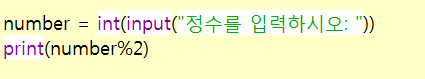 number = int(input("정수를 입력하시오: "))
print(number%2)